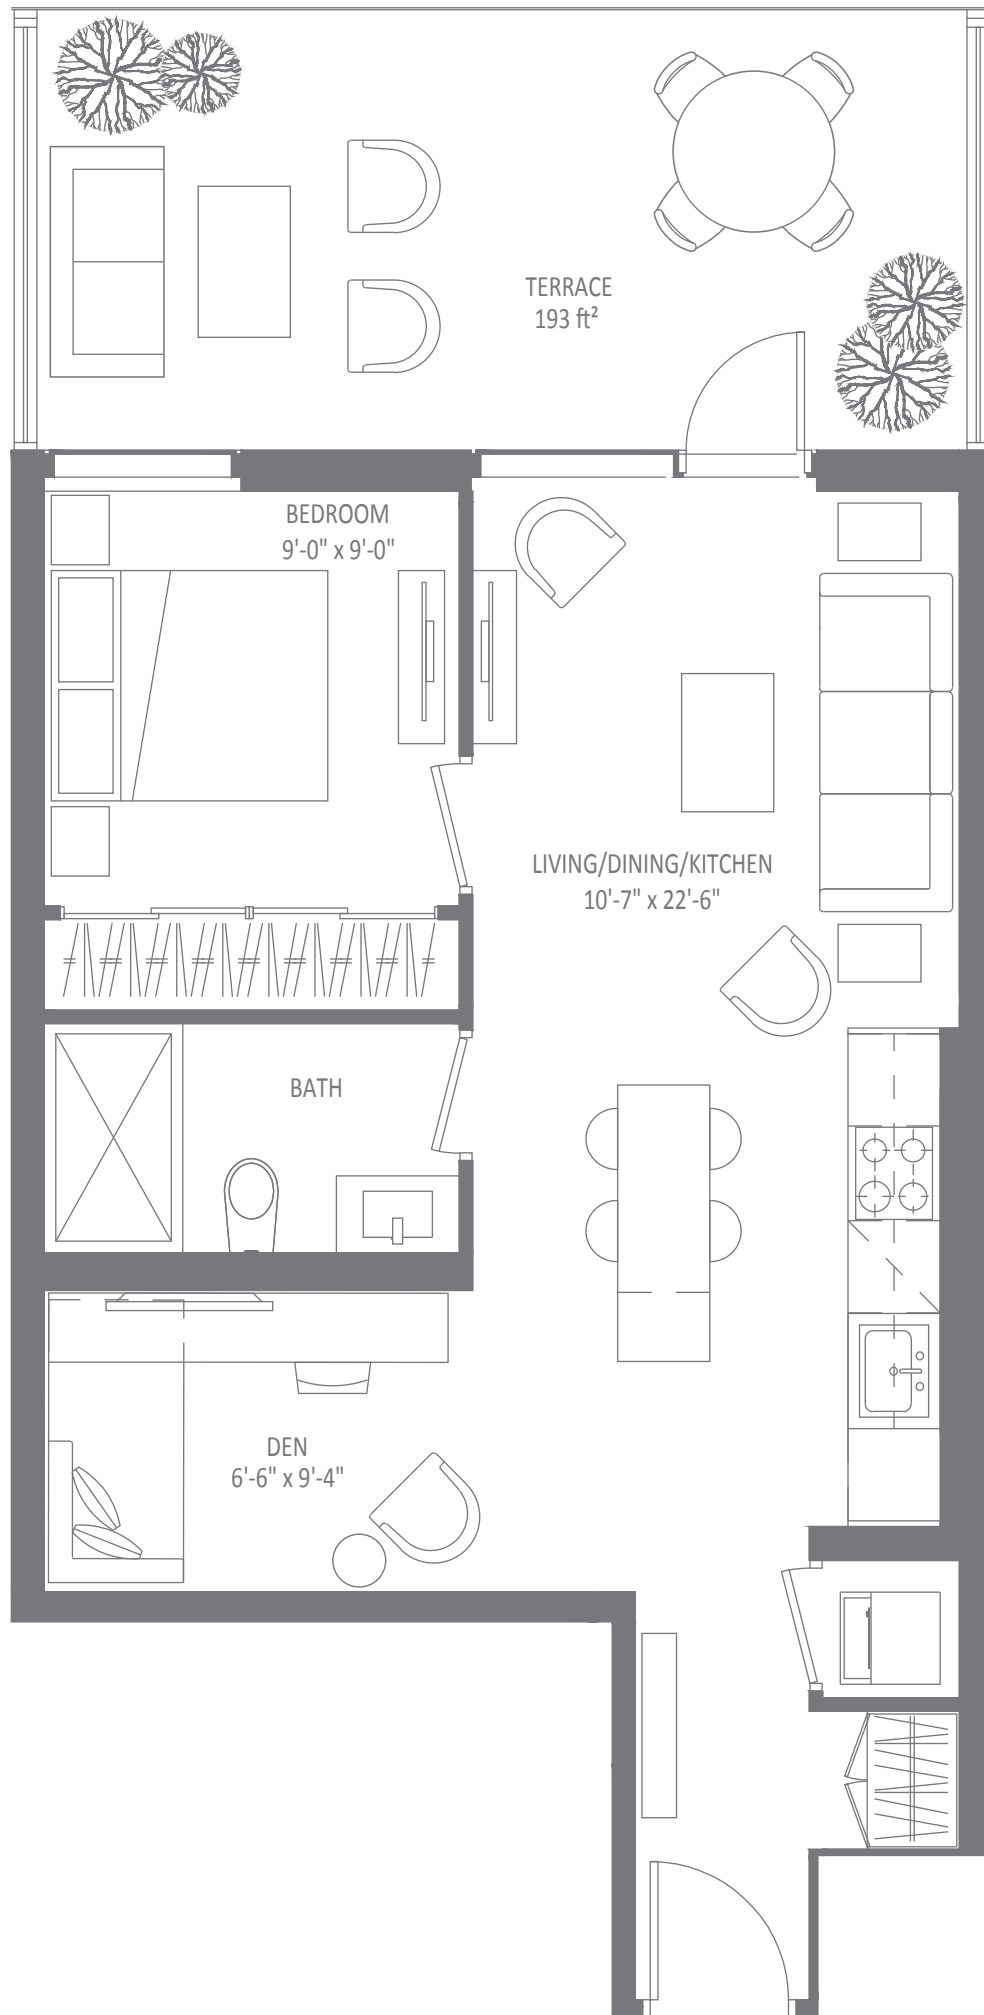 TERRACE
193 ft²
BEDROOM
9'-0" x 9'-0"
LIVING/DINING/KITCHEN
10'-7" x 22'-6"
BATH
DEN
6'-6" x 9'-4"